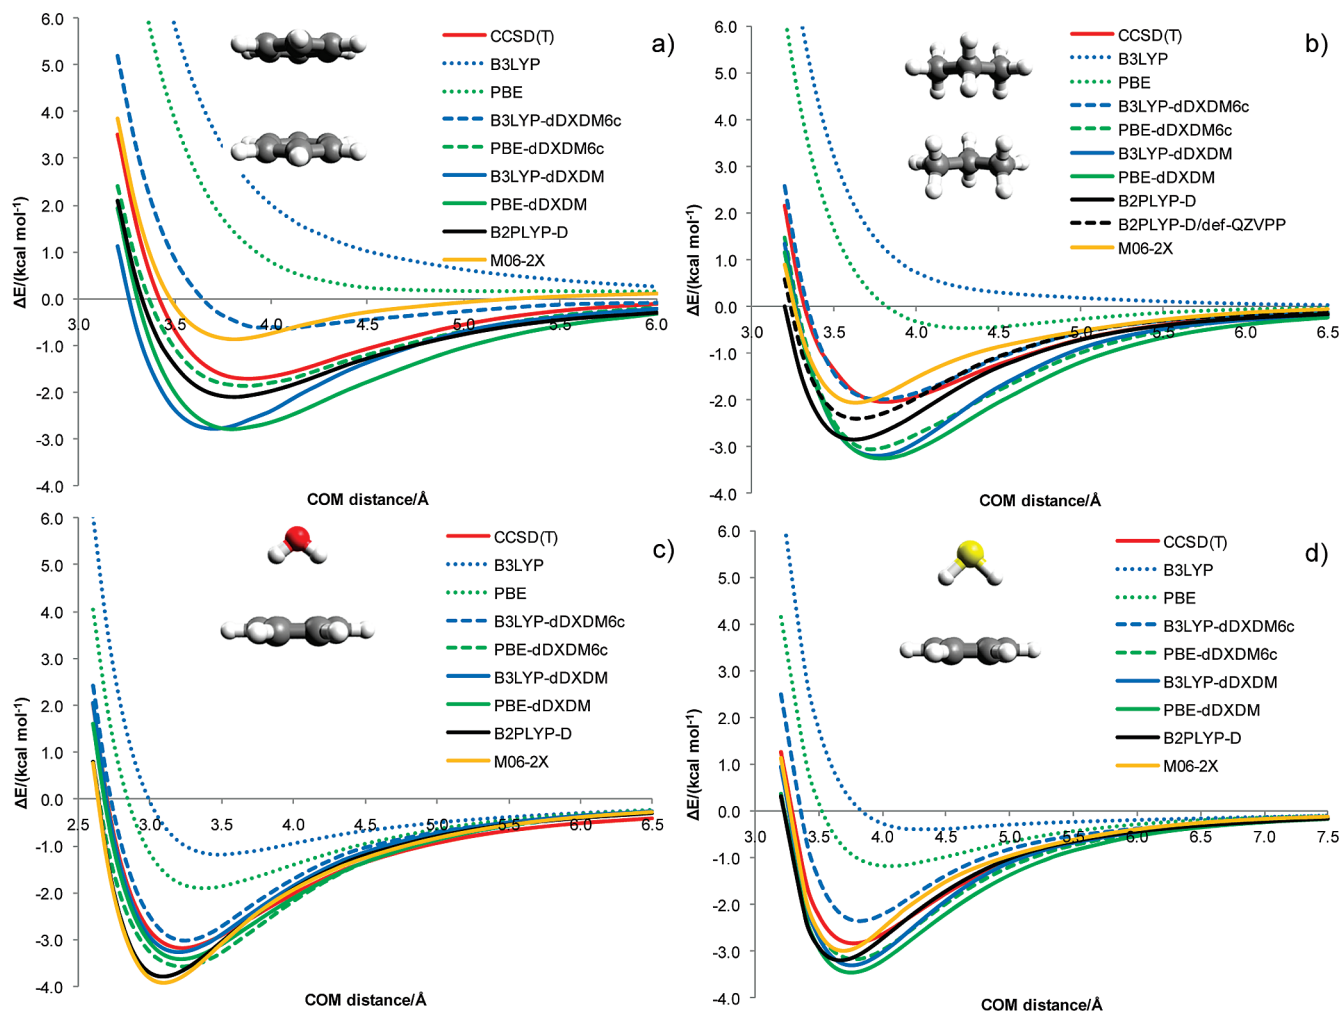 a)
6.0
5.0
4.0
3.0
2.0
1.0
0.0
-1.0
-2.0
-3.0
-4.0
ΔE/(kcal mol⁻¹)
3.0 3.5 4.0 4.5 5.0 5.5 6.0
COM distance/Å
CCSD(T)
B3LYP
PBE
B3LYP-dDXDM6c
PBE-dDXDM6c
B3LYP-dDXDM
PBE-dDXDM
B2PLYP-D
M06-2X
b)
6.0
5.0
4.0
3.0
2.0
1.0
0.0
-1.0
-2.0
-3.0
-4.0
ΔE/(kcal mol⁻¹)
3.0 3.5 4.0 4.5 5.0 5.5 6.0 6.5
COM distance/Å
CCSD(T)
B3LYP
PBE
B3LYP-dDXDM6c
PBE-dDXDM6c
B3LYP-dDXDM
PBE-dDXDM
B2PLYP-D
B2PLYP-D/def-QZVPP
M06-2X
c)
6.0
5.0
4.0
3.0
2.0
1.0
0.0
-1.0
-2.0
-3.0
-4.0
ΔE/(kcal mol⁻¹)
2.5 3.0 3.5 4.0 4.5 5.0 5.5 6.0 6.5
COM distance/Å
CCSD(T)
B3LYP
PBE
B3LYP-dDXDM6c
PBE-dDXDM6c
B3LYP-dDXDM
PBE-dDXDM
B2PLYP-D
M06-2X
d)
6.0
5.0
4.0
3.0
2.0
1.0
0.0
-1.0
-2.0
-3.0
-4.0
ΔE/(kcal mol⁻¹)
3.0 3.5 4.0 4.5 5.0 5.5 6.0 6.5 7.0 7.5
COM distance/Å
CCSD(T)
B3LYP
PBE
B3LYP-dDXDM6c
PBE-dDXDM6c
B3LYP-dDXDM
PBE-dDXDM
B2PLYP-D
M06-2X